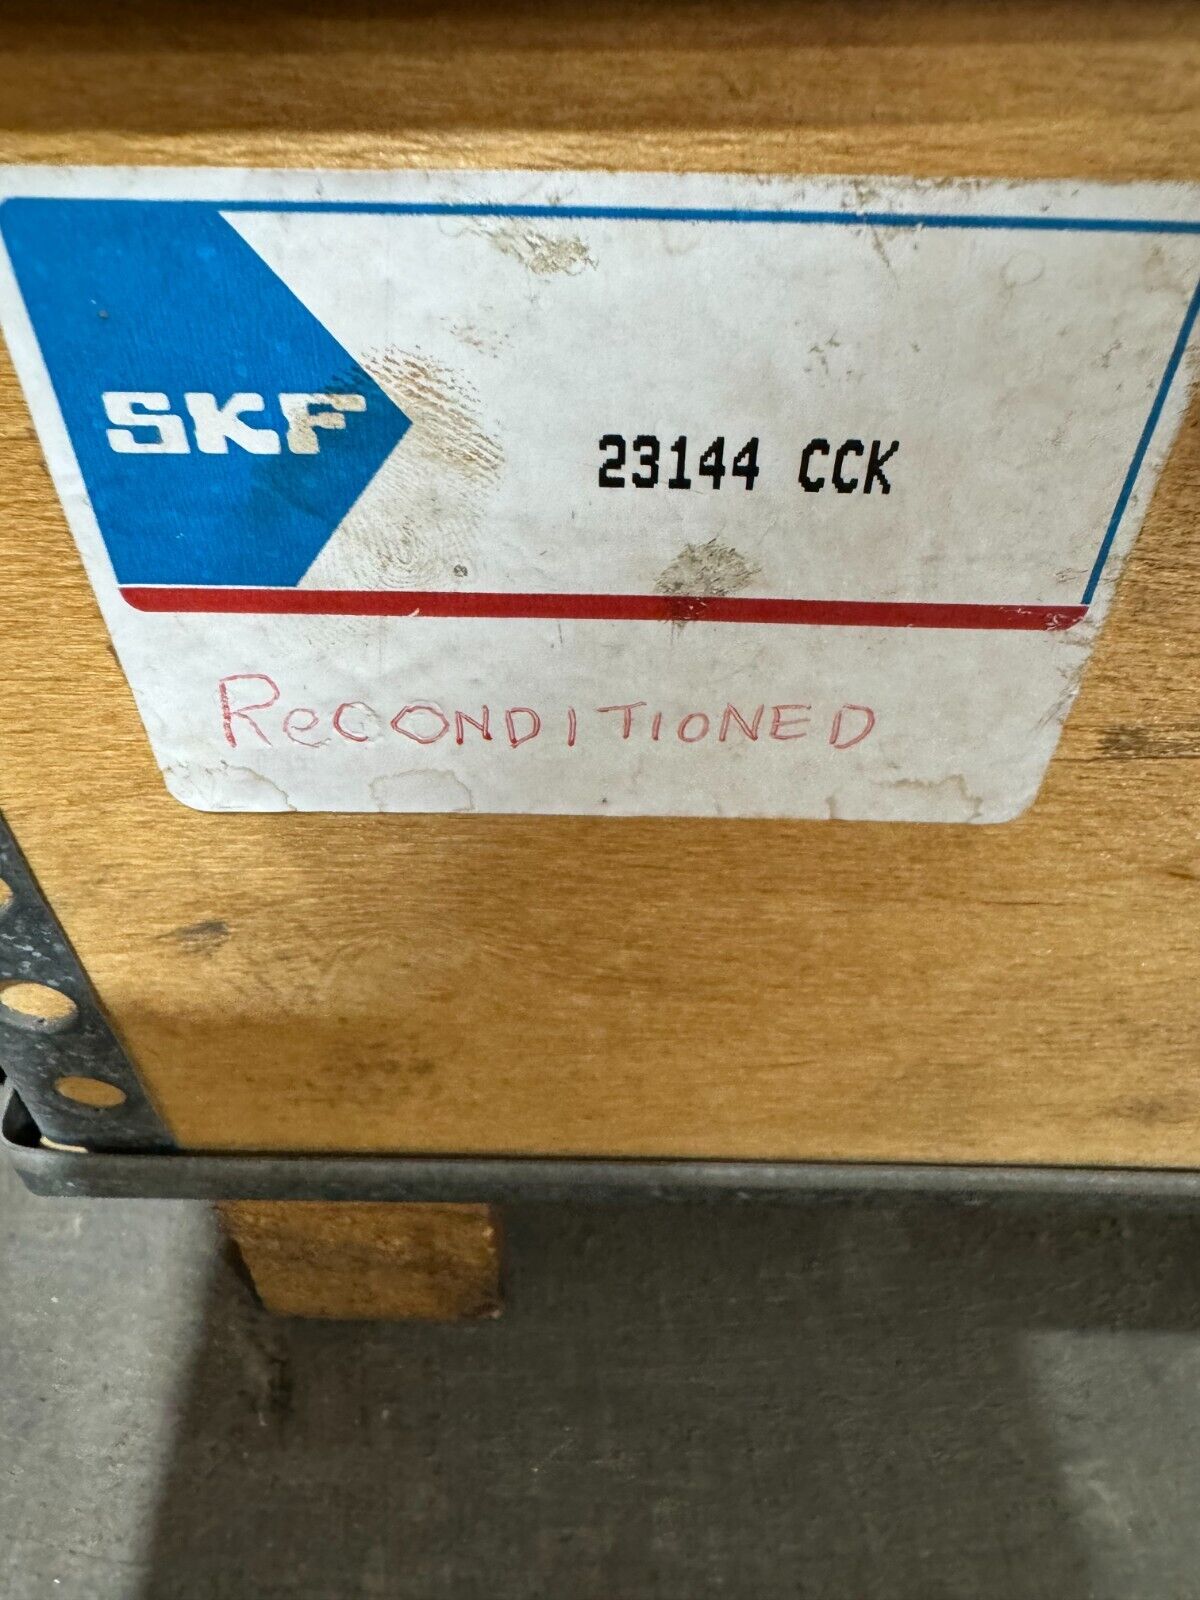 SKF
23144 CCK
ReCONDITIONED